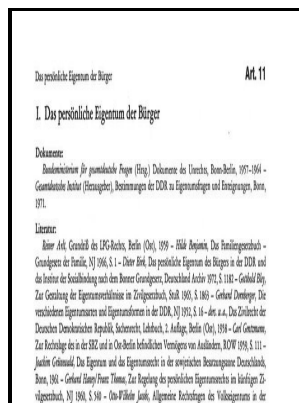 Das persönliche Eigentum der Bürger Art. 11
I. Das persönliche Eigentum der Bürger
Dokumente:
Bundesministerium für gesamtdeutsche Fragen (Hrsg.) Dokumente des Unrechts, Bonn-Berlin, 1957–1964 –
Gesamtdeutsches Institut (Herausgeber), Bestimmungen der DDR zu Eigentumsfragen und Enteignungen, Bonn,
1971.
Literatur:
Reiner Arlt, Grundriß des LPG-Rechts, Berlin (Ost), 1959 – Hilde Benjamin, Das Familiengesetzbuch –
Grundgesetz der Familie, NJ 1966, S. 1 – Dieter Bink, Das persönliche Eigentum des Bürgers in der DDR und
das Institut der Sozialbindung nach dem Bonner Grundgesetz, Deutschland Archiv 1972, S. 1182 – Gotthold Bley,
Zur Gestaltung der Eigentumsverhältnisse im Zivilgesetzbuch, StuR 1963, S. 1803 – Gerhard Dornberger, Die
verschiedenen Eigentumsarten und Eigentumsformen in der DDR, NJ 1952, S. 16 – ders. u.a., Das Zivilrecht der
Deutschen Demokratischen Republik, Sachenrecht, Lehrbuch, 2. Auflage, Berlin (Ost), 1956 – Carl
Zur Rechtslage des in der SBZ und in Ost-Berlin befindlichen Vermögens von Ausländern, ROW 1959, S. 111 –
Joachim Grünewald, Das Eigentum und das Eigentumsrecht in der sowjetischen Besatzungszone Deutschlands,
Bonn, 1961 – Gerhard Franz Thomas, Zur Regelung des persönlichen Eigentumsrechts im künftigen Zi-
vilgesetzbuch, NJ 1960, S. 540 – Otto-Wilhelm Jakobs, Allgemeine Rechtsfragen des Volkseigentums in der